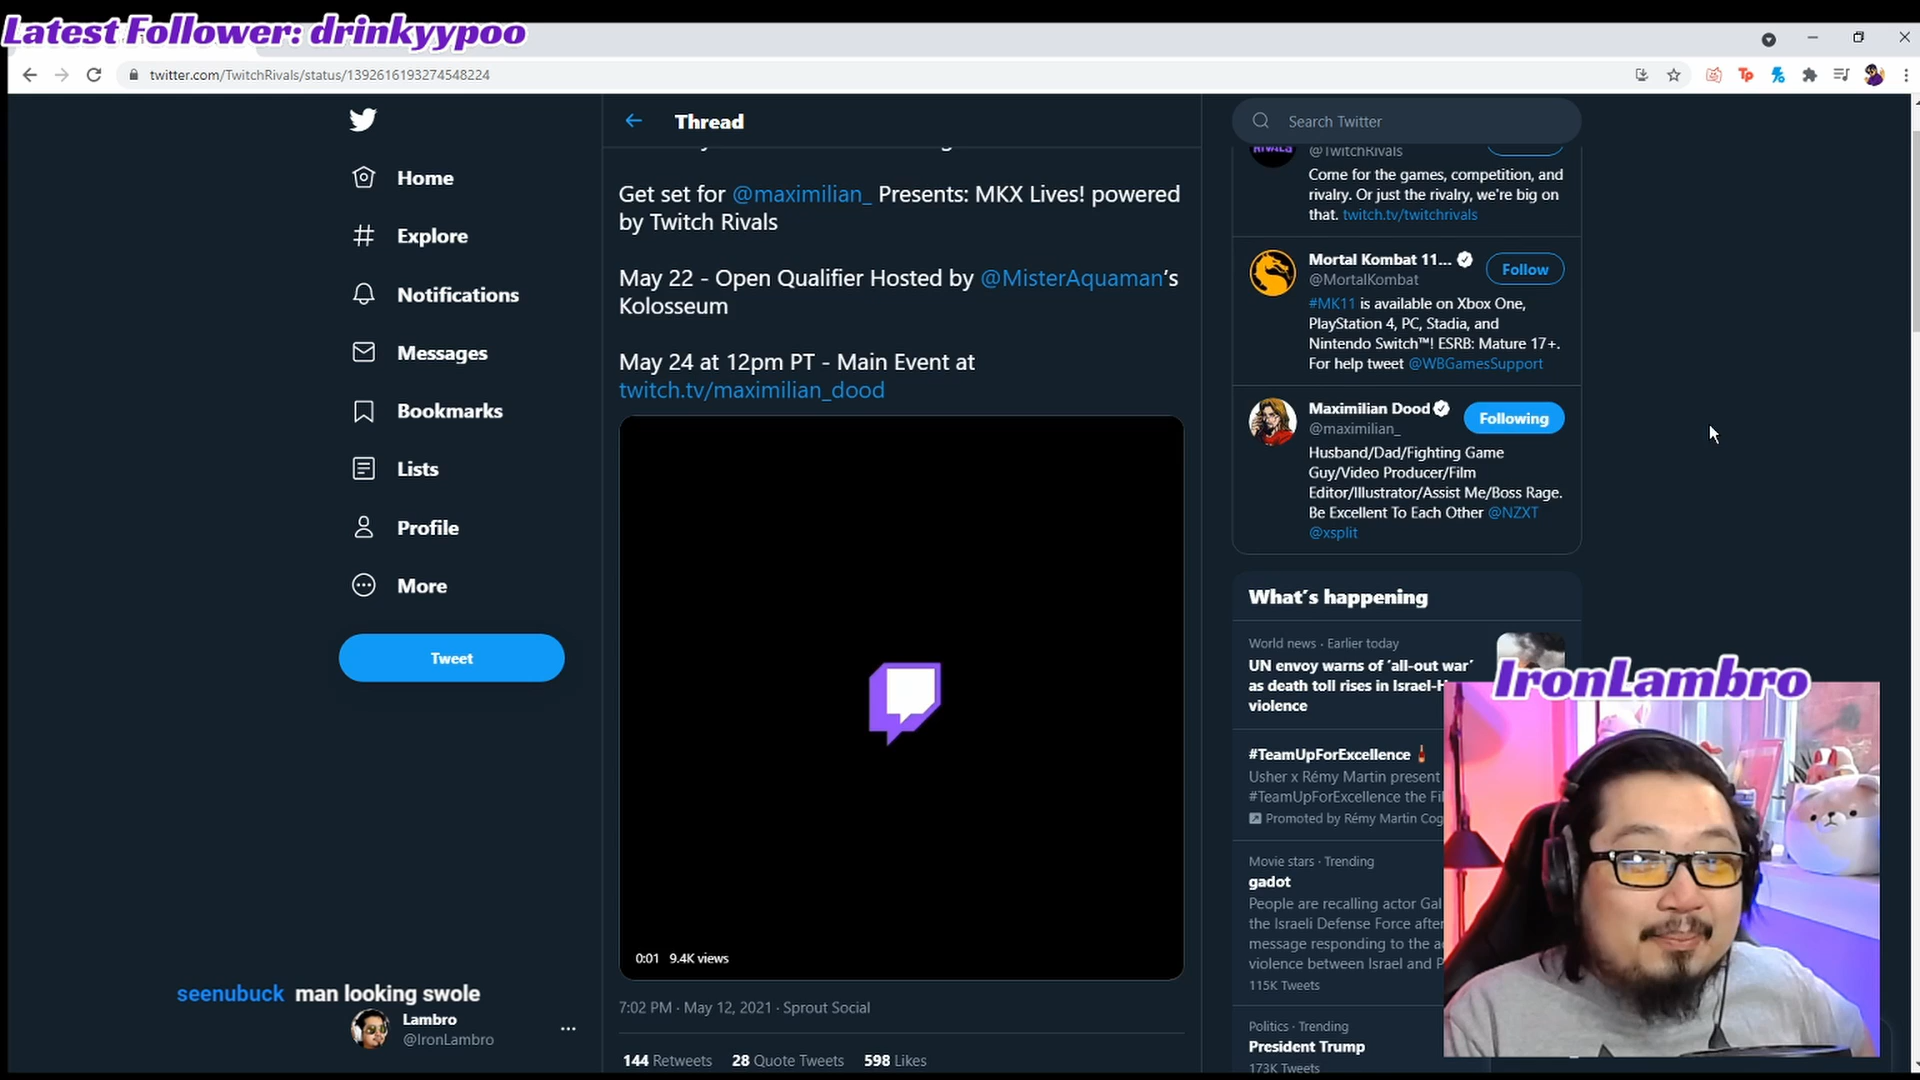 Latest Follower: drinkyypoo
twitter.com/TwitchRivals/status/1392616193274548224
Home
Explore
Notifications
Messages
Bookmarks
Lists
Profile
More
Tweet
seenubuck man looking swole
Lambro
@IronLambro
Thread
Get set for @maximilian_ Presents: MKX Lives! powered
by Twitch Rivals
May 22 - Open Qualifier Hosted by @MisterAquaman's
Kolosseum
May 24 at 12pm PT - Main Event at
twitch.tv/maximilian_dood
0:01 9.4K views
7:02 PM · May 12, 2021 · Sprout Social
144 Retweets 28 Quote Tweets 598 Likes
Search Twitter
RIVALS
@TwitchRivals
Come for the games, competition, and
rivalry. Or just the rivalry, we're big on
that. twitch.tv/twitchrivals
Mortal Kombat 11...
Follow
@MortalKombat
#MK11 is available on Xbox One,
PlayStation 4, PC, Stadia, and
Nintendo Switch™! ESRB: Mature 17+.
For help tweet @WBGamesSupport
Maximilian Dood
Following
@maximilian_
Husband/Dad/Fighting Game
Guy/Video Producer/Film
Editor/Illustrator/Assist Me/Boss Rage.
Be Excellent To Each Other @NZXT
@xsplit
What's happening
World news · Earlier today
UN envoy warns of 'all-out war'
as death toll rises in Israel-H
violence
#TeamUpForExcellence
Usher x Rémy Martin present
#TeamUpForExcellence the Fil
Promoted by Rémy Martin Cog
Movie stars · Trending
gadot
People are recalling actor Gal
the Israeli Defense Force after
message responding to the a
violence between Israel and P
115K Tweets
Politics · Trending
President Trump
173K Tweets
IronLambro